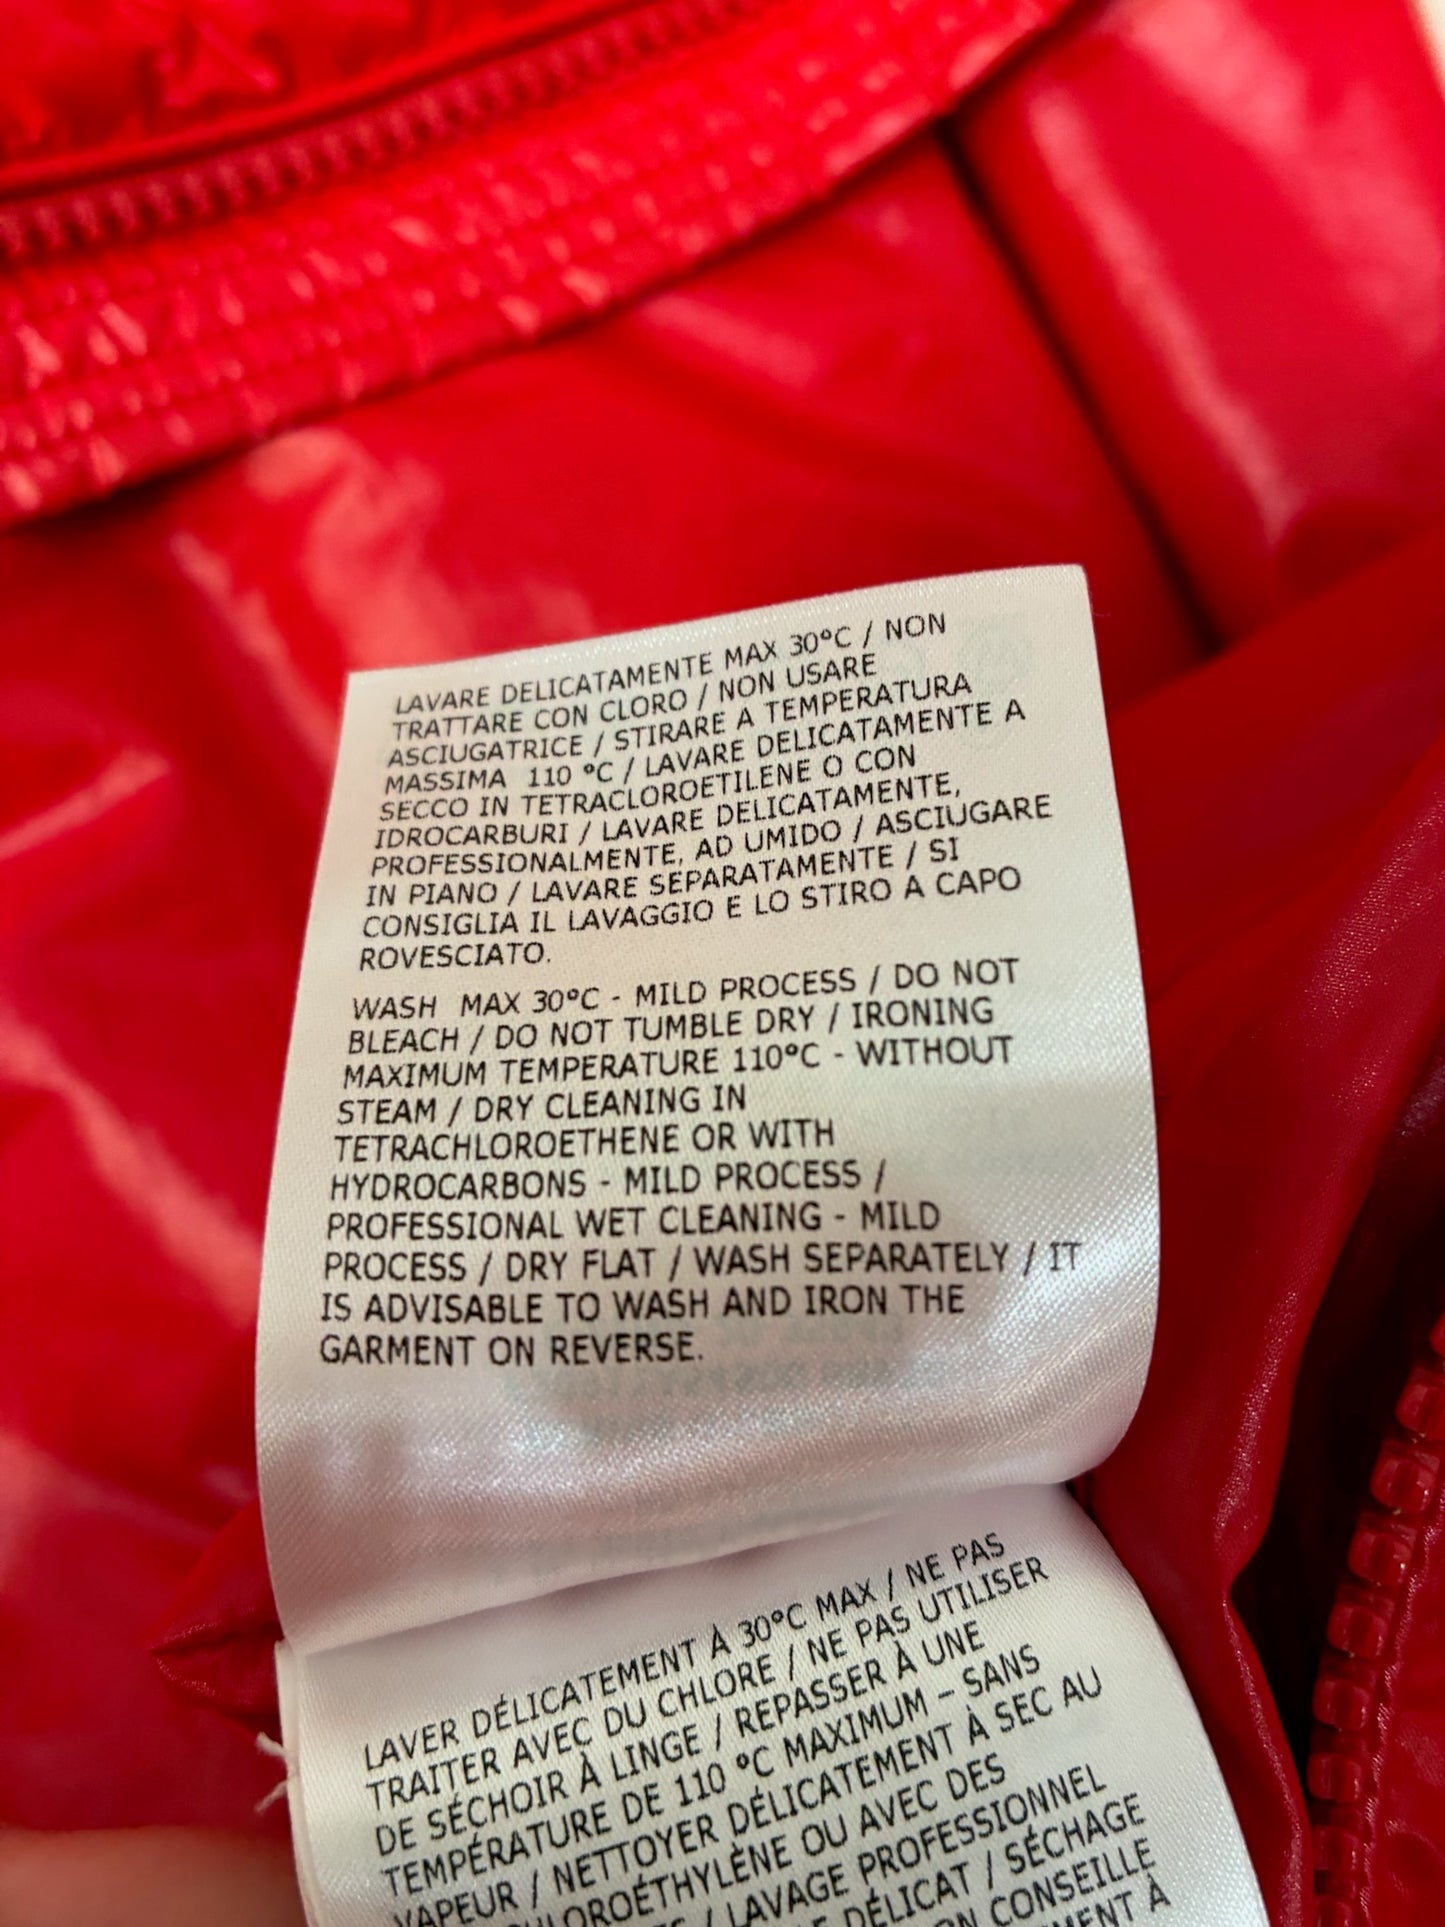 LAVARE DELICATAMENTE MAX 30°C / NON
TRATTARE CON CLORO / NON USARE
ASCIUGATRICE / STIRARE A TEMPERATURA
MASSIMA 110 °C / LAVARE DELICATAMENTE A
SECCO IN TETRACLOROETILENE O CON
IDROCARBURI / LAVARE DELICATAMENTE,
PROFESSIONALMENTE, AD UMIDO / ASCIUGARE
IN PIANO / LAVARE SEPARATAMENTE / SI
CONSIGLIA IL LAVAGGIO E LO STIRO A CAPO
ROVESCIATO.
WASH MAX 30°C - MILD PROCESS / DO NOT
BLEACH / DO NOT TUMBLE DRY / IRONING
MAXIMUM TEMPERATURE 110°C - WITHOUT
STEAM / DRY CLEANING IN
TETRACHLOROETHENE OR WITH
HYDROCARBONS - MILD PROCESS /
PROFESSIONAL WET CLEANING - MILD
PROCESS / DRY FLAT / WASH SEPARATELY / IT
IS ADVISABLE TO WASH AND IRON THE
GARMENT ON REVERSE.
LAVER DÉLICATEMENT À 30°C MAX / NE PAS
TRAITER AVEC DU CHLORE / NE PAS UTILISER
DE SÉCHOIR À LINGE / REPASSER À UNE
TEMPÉRATURE DE 110 °C MAXIMUM – SANS
VAPEUR / NETTOYER DÉLICATEMENT À SEC AU
OROÉTHYLÈNE OU AVEC DES
/ LAVAGE PROFESSIONNEL
DÉLICAT / SÉCHAGE
CONSEILLE
À